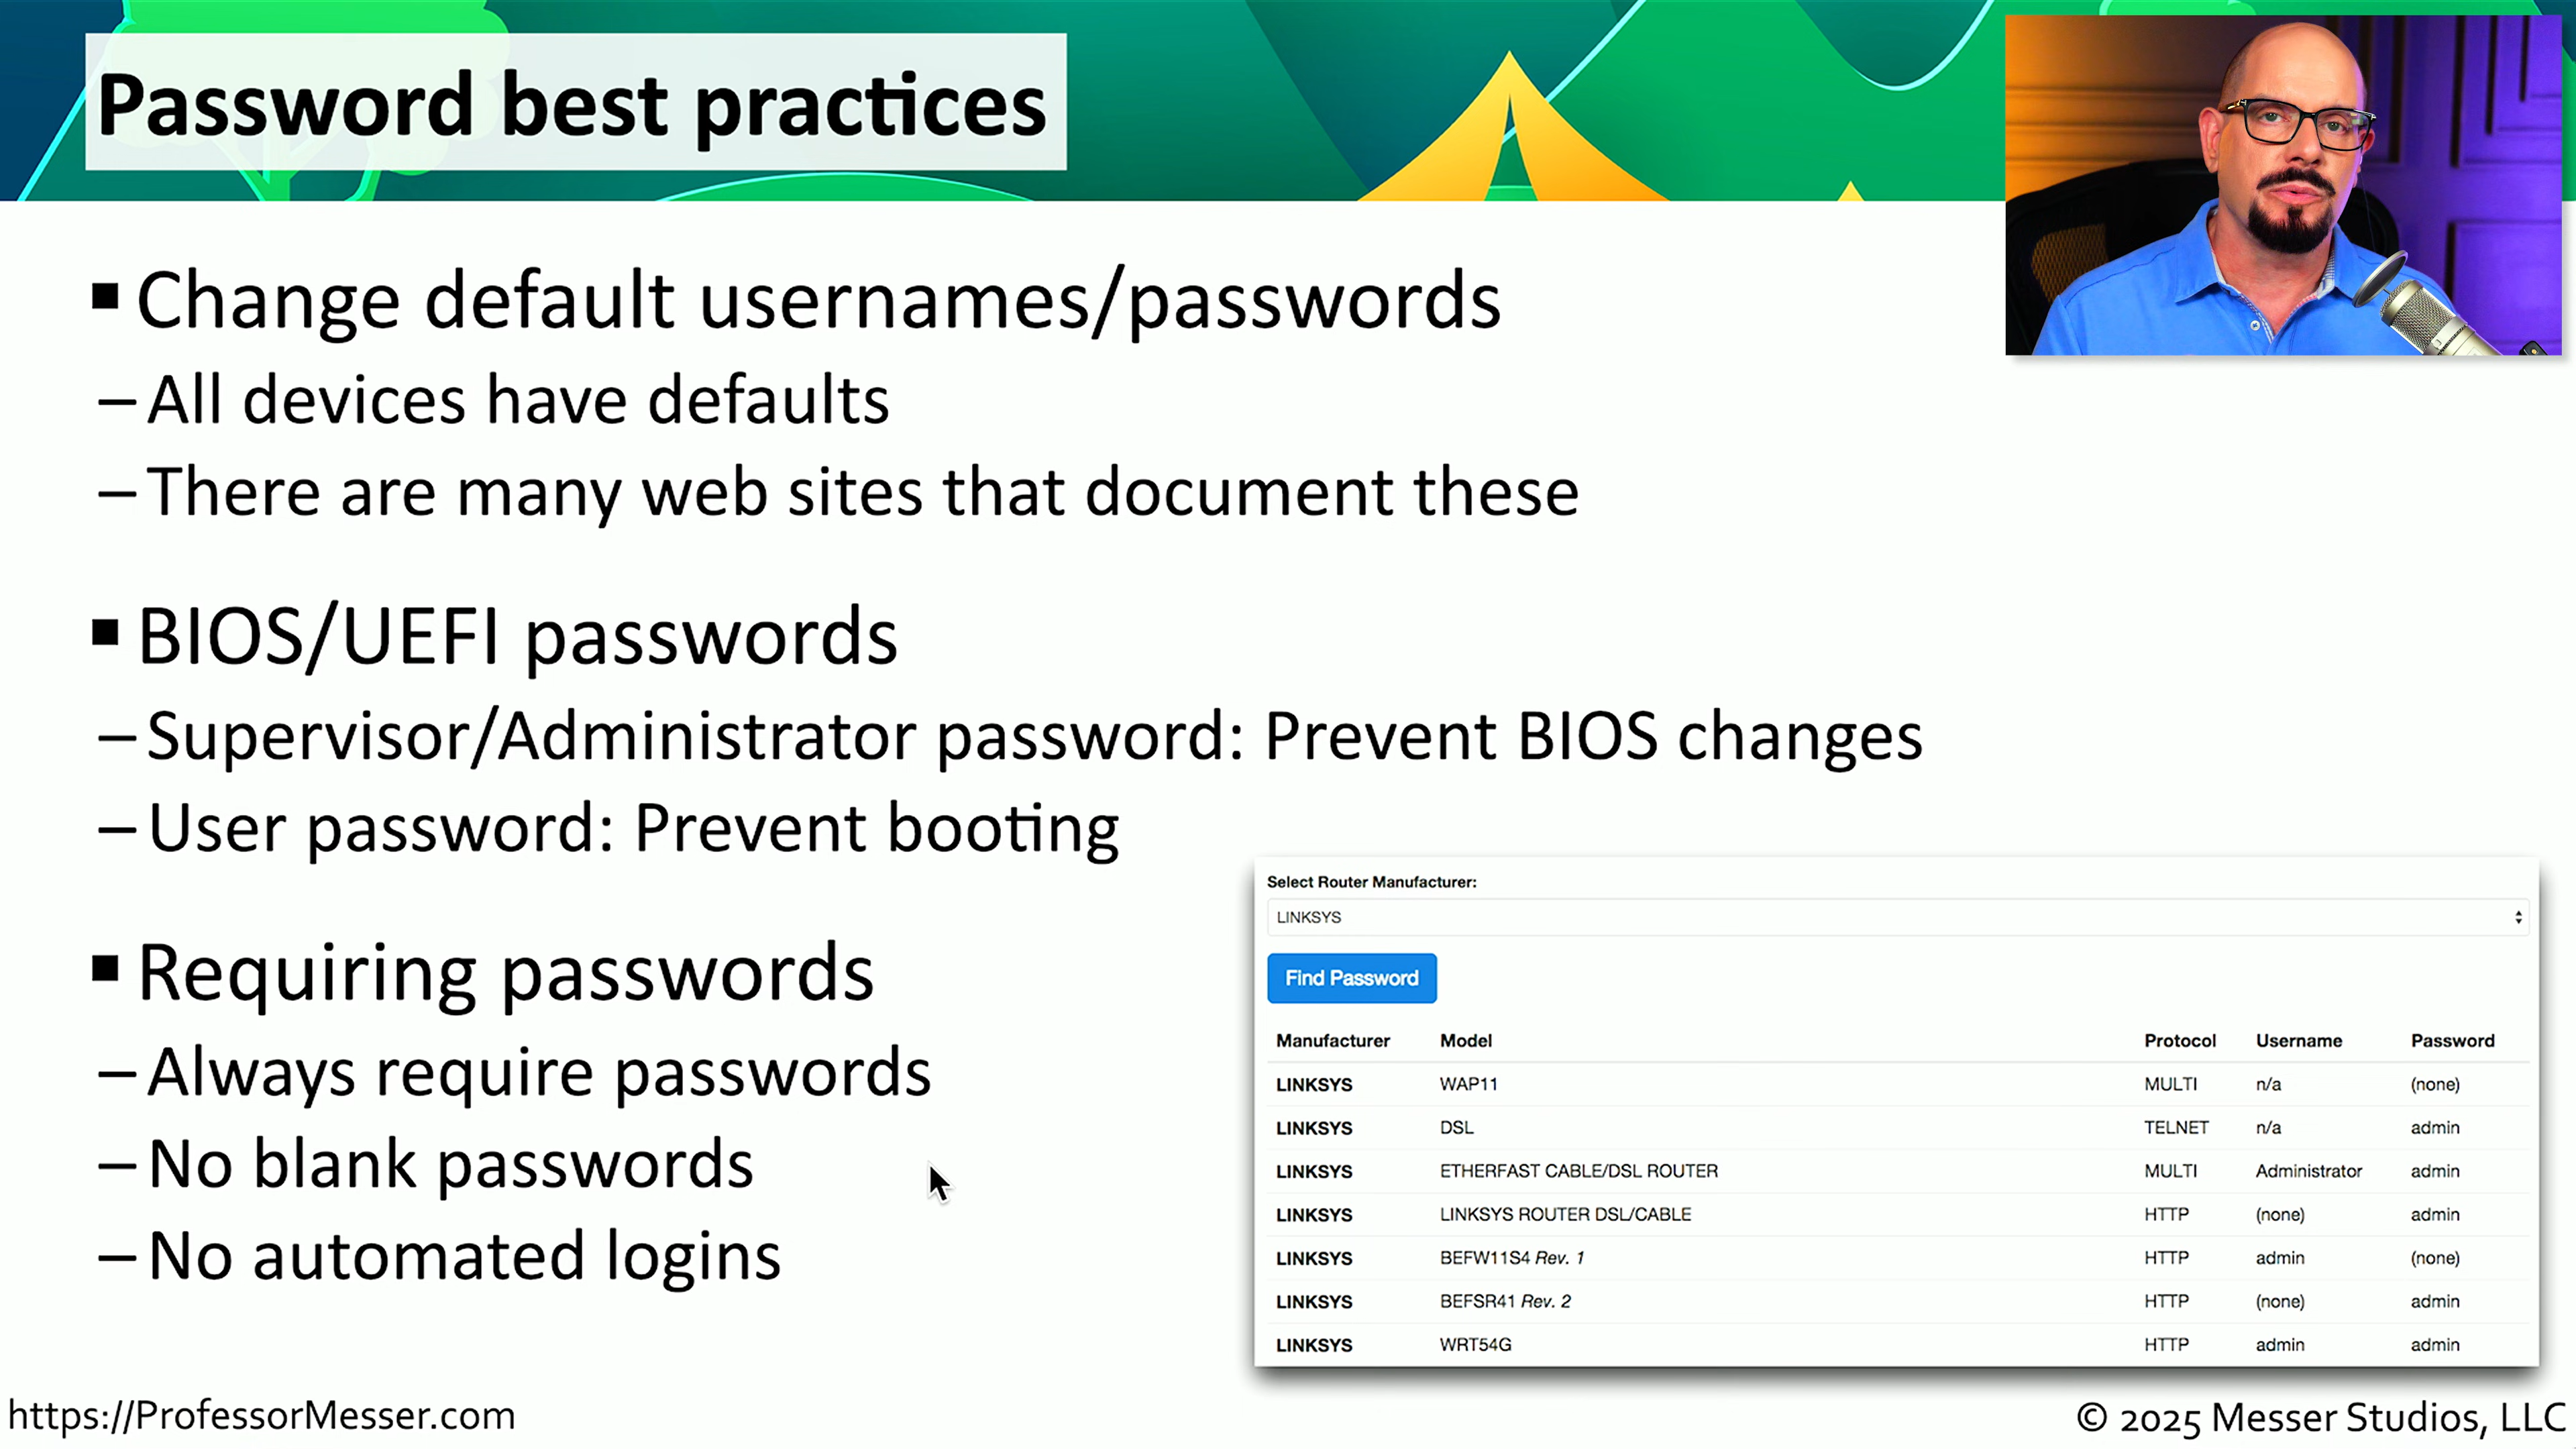 Password best practices
▪ Change default usernames/passwords
– All devices have defaults
– There are many web sites that document these
▪ BIOS/UEFI passwords
– Supervisor/Administrator password: Prevent BIOS changes
– User password: Prevent booting
▪ Requiring passwords
– Always require passwords
– No blank passwords
– No automated logins
Select Router Manufacturer:
LINKSYS
Find Password
Manufacturer Model Protocol Username Password
LINKSYS WAP11 MULTI n/a (none)
LINKSYS DSL TELNET n/a admin
LINKSYS ETHERFAST CABLE/DSL ROUTER MULTI Administrator admin
LINKSYS LINKSYS ROUTER DSL/CABLE HTTP (none) admin
LINKSYS BEFW11S4 Rev. 1 HTTP admin (none)
LINKSYS BEFSR41 Rev. 2 HTTP (none) admin
LINKSYS WRT54G HTTP admin admin
https://ProfessorMesser.com
© 2025 Messer Studios, LLC